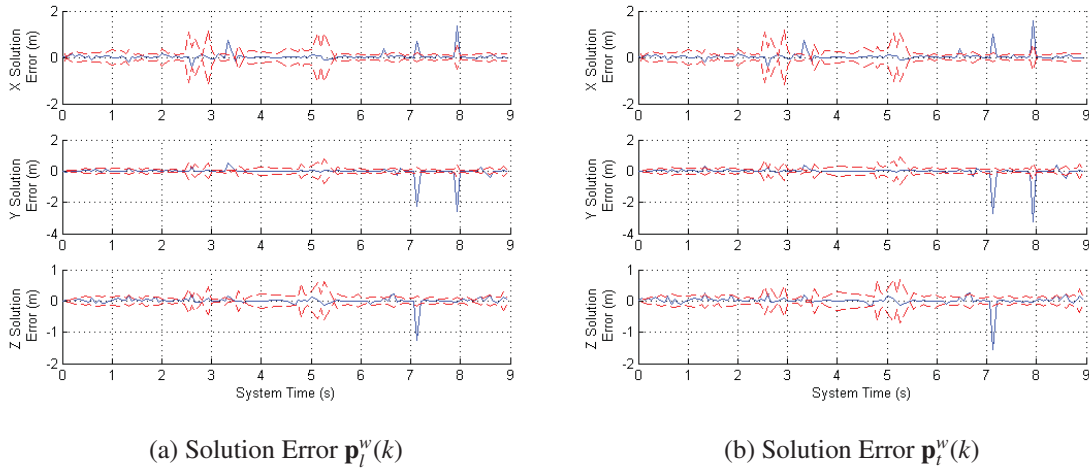 2
0
-2
0 1 2 3 4 5 6 7 8 9
X Solution
Error (m)
2
0
-2
-4
0 1 2 3 4 5 6 7 8 9
Y Solution
Error (m)
1
0
-1
-2
0 1 2 3 4 5 6 7 8 9
Z Solution
Error (m)
System Time (s)
(a) Solution Error p_l^w(k)
2
0
-2
0 1 2 3 4 5 6 7 8 9
X Solution
Error (m)
2
0
-2
-4
0 1 2 3 4 5 6 7 8 9
Y Solution
Error (m)
1
0
-1
-2
0 1 2 3 4 5 6 7 8 9
Z Solution
Error (m)
System Time (s)
(b) Solution Error p_t^w(k)